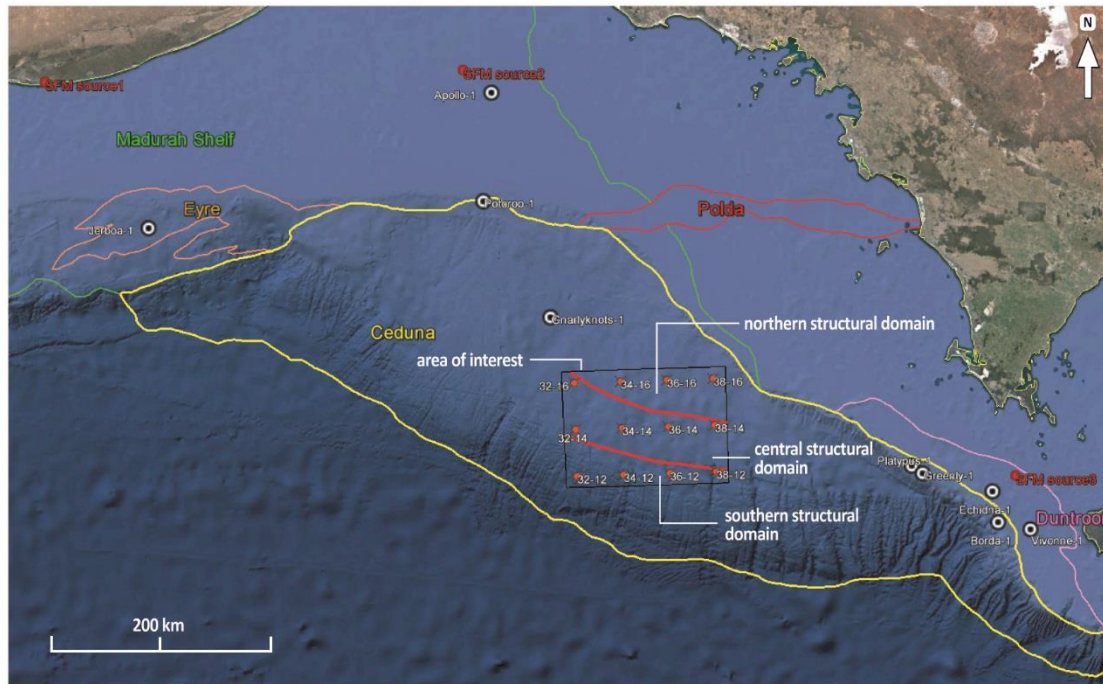 N
SFM source1
SFM source2
Apollo-1
Madurah Shelf
Eyre
Jerboa-1
Potoroo-1
Polda
Gnarlyknots-1
northern structural domain
Ceduna
area of interest
32-16
34-16
36-16
38-16
32-14
34-14
36-14
38-14
central structural
domain
Platypus-1
Greenly-1
SFM source3
32-12
34-12
36-12
38-12
Echidna-1
southern structural
domain
Duntroon
Borda-1
Vivonne-1
200 km